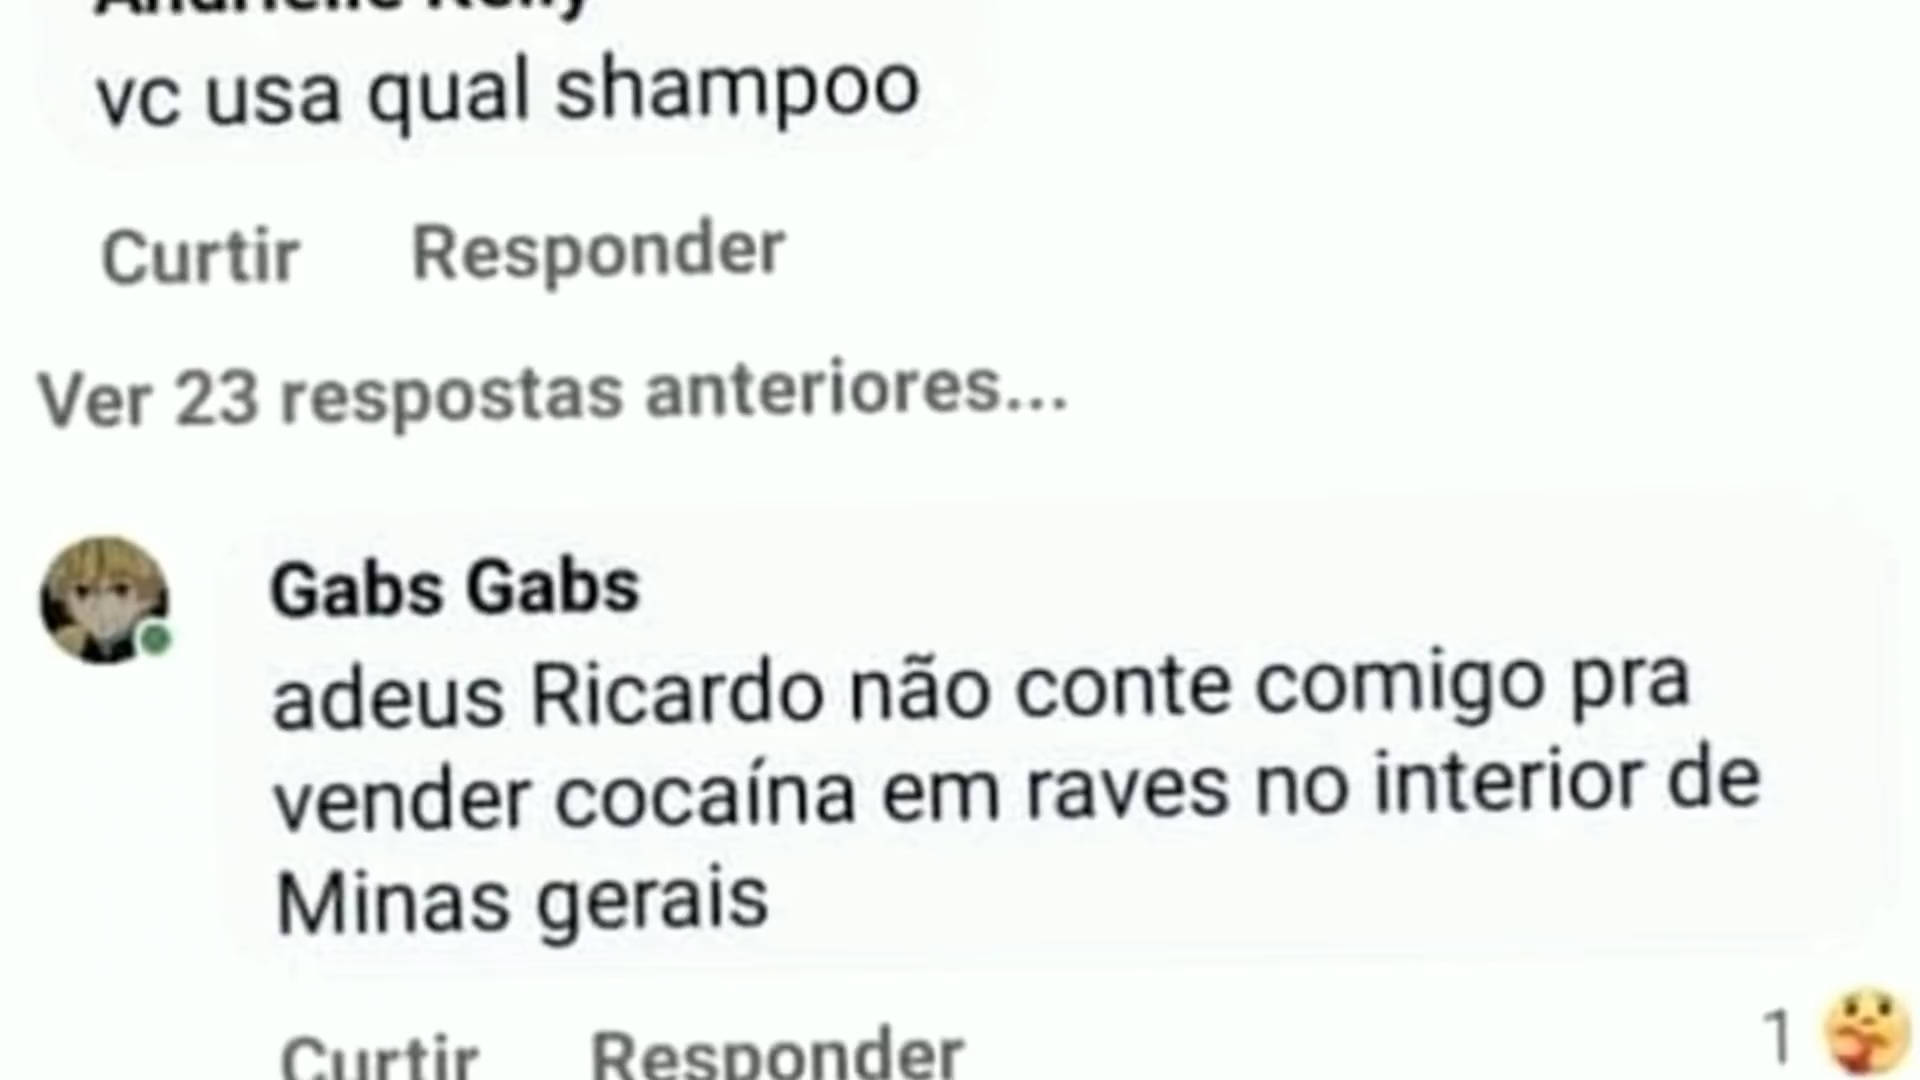 vc usa qual shampoo
Curtir Responder
Ver 23 respostas anteriores...
Gabs Gabs
adeus Ricardo não conte comigo pra
vender cocaína em raves no interior de
Minas gerais
Curtir Responder
1